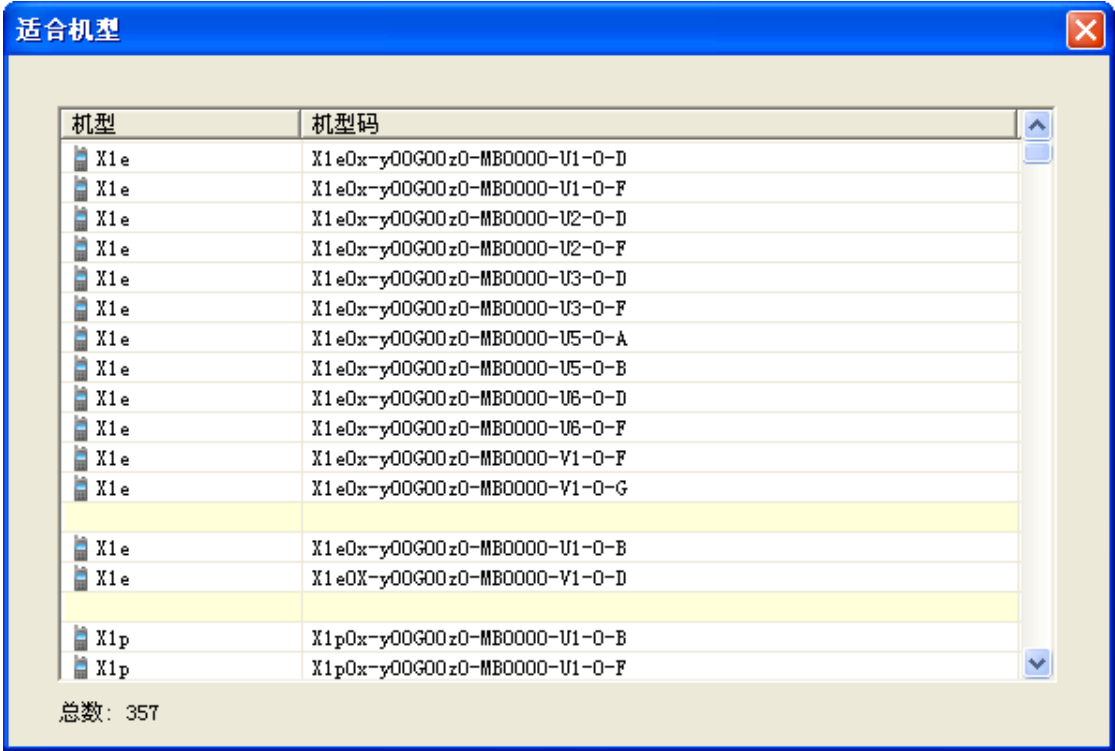 适合机型
机型 机型码
X1e X1e0x-y00G00z0-MB0000-U1-0-D
X1e X1e0x-y00G00z0-MB0000-U1-0-F
X1e X1e0x-y00G00z0-MB0000-U2-0-D
X1e X1e0x-y00G00z0-MB0000-U2-0-F
X1e X1e0x-y00G00z0-MB0000-U3-0-D
X1e X1e0x-y00G00z0-MB0000-U3-0-F
X1e X1e0x-y00G00z0-MB0000-U5-0-A
X1e X1e0x-y00G00z0-MB0000-U5-0-B
X1e X1e0x-y00G00z0-MB0000-U6-0-D
X1e X1e0x-y00G00z0-MB0000-U6-0-F
X1e X1e0x-y00G00z0-MB0000-V1-0-F
X1e X1e0x-y00G00z0-MB0000-V1-0-G
X1e X1e0x-y00G00z0-MB0000-U1-0-B
X1e X1e0X-y00G00z0-MB0000-V1-0-D
X1p X1p0x-y00G00z0-MB0000-U1-0-B
X1p X1p0x-y00G00z0-MB0000-U1-0-F
总数: 357